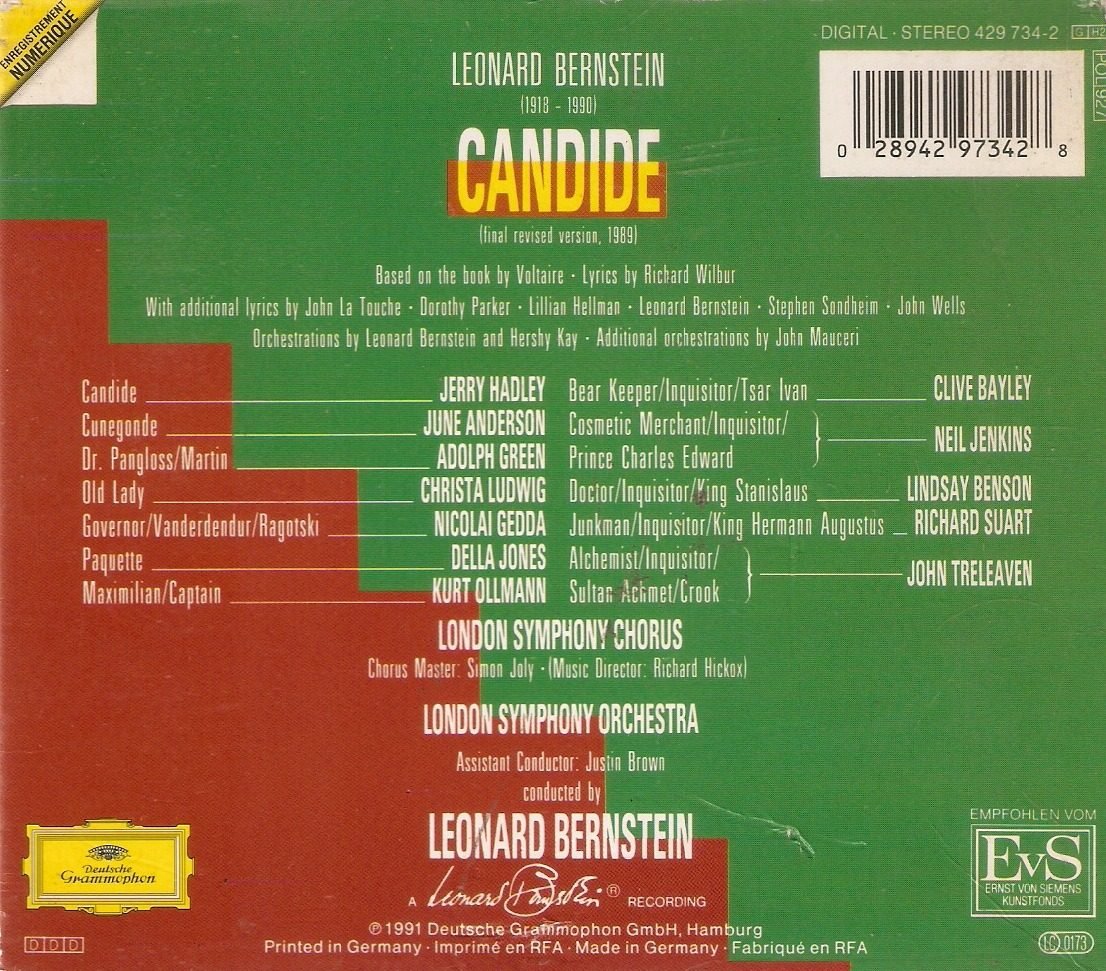 ENREGISTREMENT
NUMERIQUE
DIGITAL · STEREO 429 734-2 GH2
POL927
0 28942 97342 8
LEONARD BERNSTEIN
(1918 - 1990)
CANDIDE
(final revised version, 1989)
Based on the book by Voltaire · Lyrics by Richard Wilbur
With additional lyrics by John La Touche · Dorothy Parker · Lillian Hellman · Leonard Bernstein · Stephen Sondheim · John Wells
Orchestrations by Leonard Bernstein and Hershy Kay · Additional orchestrations by John Mauceri
Candide JERRY HADLEY
Cunegonde JUNE ANDERSON
Dr. Pangloss/Martin ADOLPH GREEN
Old Lady CHRISTA LUDWIG
Governor/Vanderdendur/Ragotski NICOLAI GEDDA
Paquette DELLA JONES
Maximilian/Captain KURT OLLMANN
Bear Keeper/Inquisitor/Tsar Ivan CLIVE BAYLEY
Cosmetic Merchant/Inquisitor/
Prince Charles Edward NEIL JENKINS
Doctor/Inquisitor/King Stanislaus LINDSAY BENSON
Junkman/Inquisitor/King Hermann Augustus RICHARD SUART
Alchemist/Inquisitor/
Sultan Achmet/Crook JOHN TRELEAVEN
LONDON SYMPHONY CHORUS
Chorus Master: Simon Joly · (Music Director: Richard Hickox)
LONDON SYMPHONY ORCHESTRA
Assistant Conductor: Justin Brown
conducted by
LEONARD BERNSTEIN
A Leonard Bernstein ® RECORDING
℗ 1991 Deutsche Grammophon GmbH, Hamburg
Printed in Germany · Imprimé en RFA · Made in Germany · Fabriqué en RFA
Deutsche
Grammophon
DDD
EMPFOHLEN VOM
EvS
ERNST VON SIEMENS
KUNSTFONDS
LC 0173